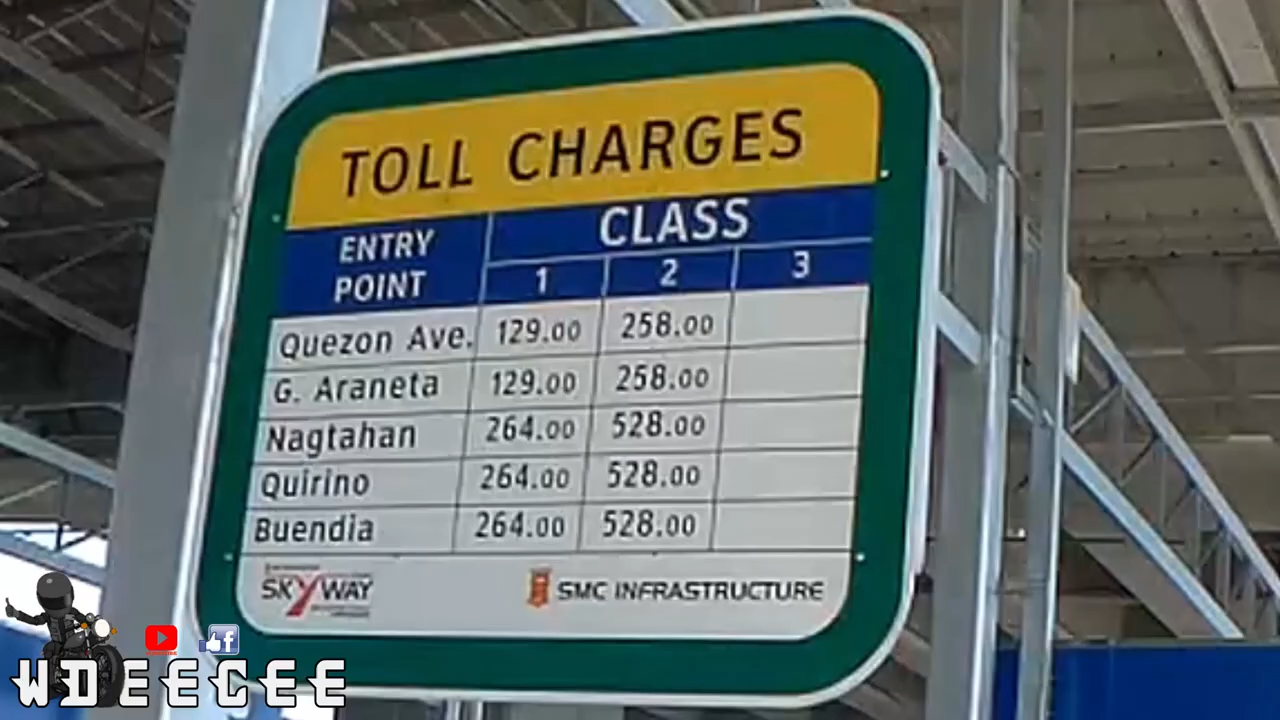 TOLL CHARGES
ENTRY POINT CLASS
1 2 3
Quezon Ave. 129.00 258.00
G. Araneta 129.00 258.00
Nagtahan 264.00 528.00
Quirino 264.00 528.00
Buendia 264.00 528.00
SKYWAY SMC INFRASTRUCTURE
WDEECEE